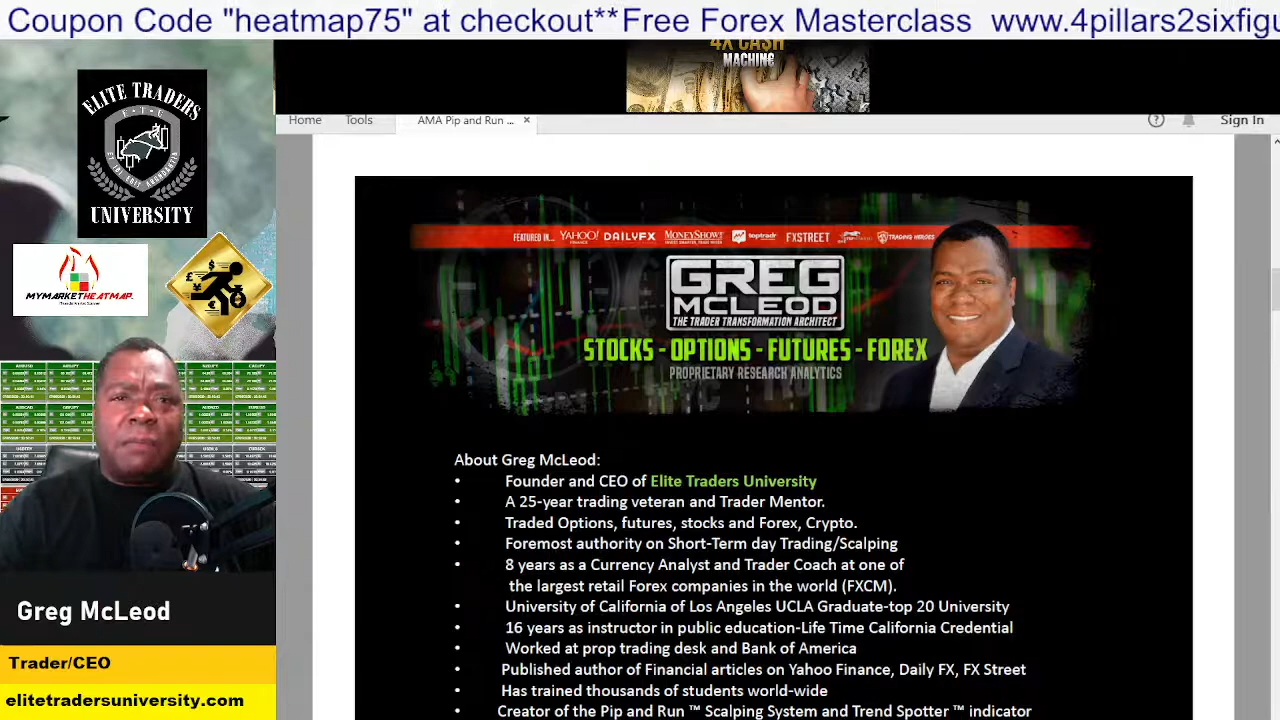 Coupon Code "heatmap75" at checkout**Free Forex Masterclass www.4pillars2sixfigu
4X CA$H
MACHIN€
Home Tools AMA Pip and Run ... × ? Sign In
ELITE TRADERS
E · T · U
UNIVERSITY
MYMARKETHEATMAP
FEATURED IN... YAHOO! FINANCE DAILYFX MONEYSHOW toptradr FXSTREET TRADING HEROES
GREG
MCLEOD
THE TRADER TRANSFORMATION ARCHITECT
STOCKS - OPTIONS - FUTURES - FOREX
PROPRIETARY RESEARCH ANALYTICS
About Greg McLeod:
• Founder and CEO of Elite Traders University
• A 25-year trading veteran and Trader Mentor.
• Traded Options, futures, stocks and Forex, Crypto.
• Foremost authority on Short-Term day Trading/Scalping
• 8 years as a Currency Analyst and Trader Coach at one of
the largest retail Forex companies in the world (FXCM).
• University of California of Los Angeles UCLA Graduate-top 20 University
• 16 years as instructor in public education-Life Time California Credential
• Worked at prop trading desk and Bank of America
• Published author of Financial articles on Yahoo Finance, Daily FX, FX Street
• Has trained thousands of students world-wide
• Creator of the Pip and Run ™ Scalping System and Trend Spotter ™ indicator
Greg McLeod
Trader/CEO
elitetradersuniversity.com